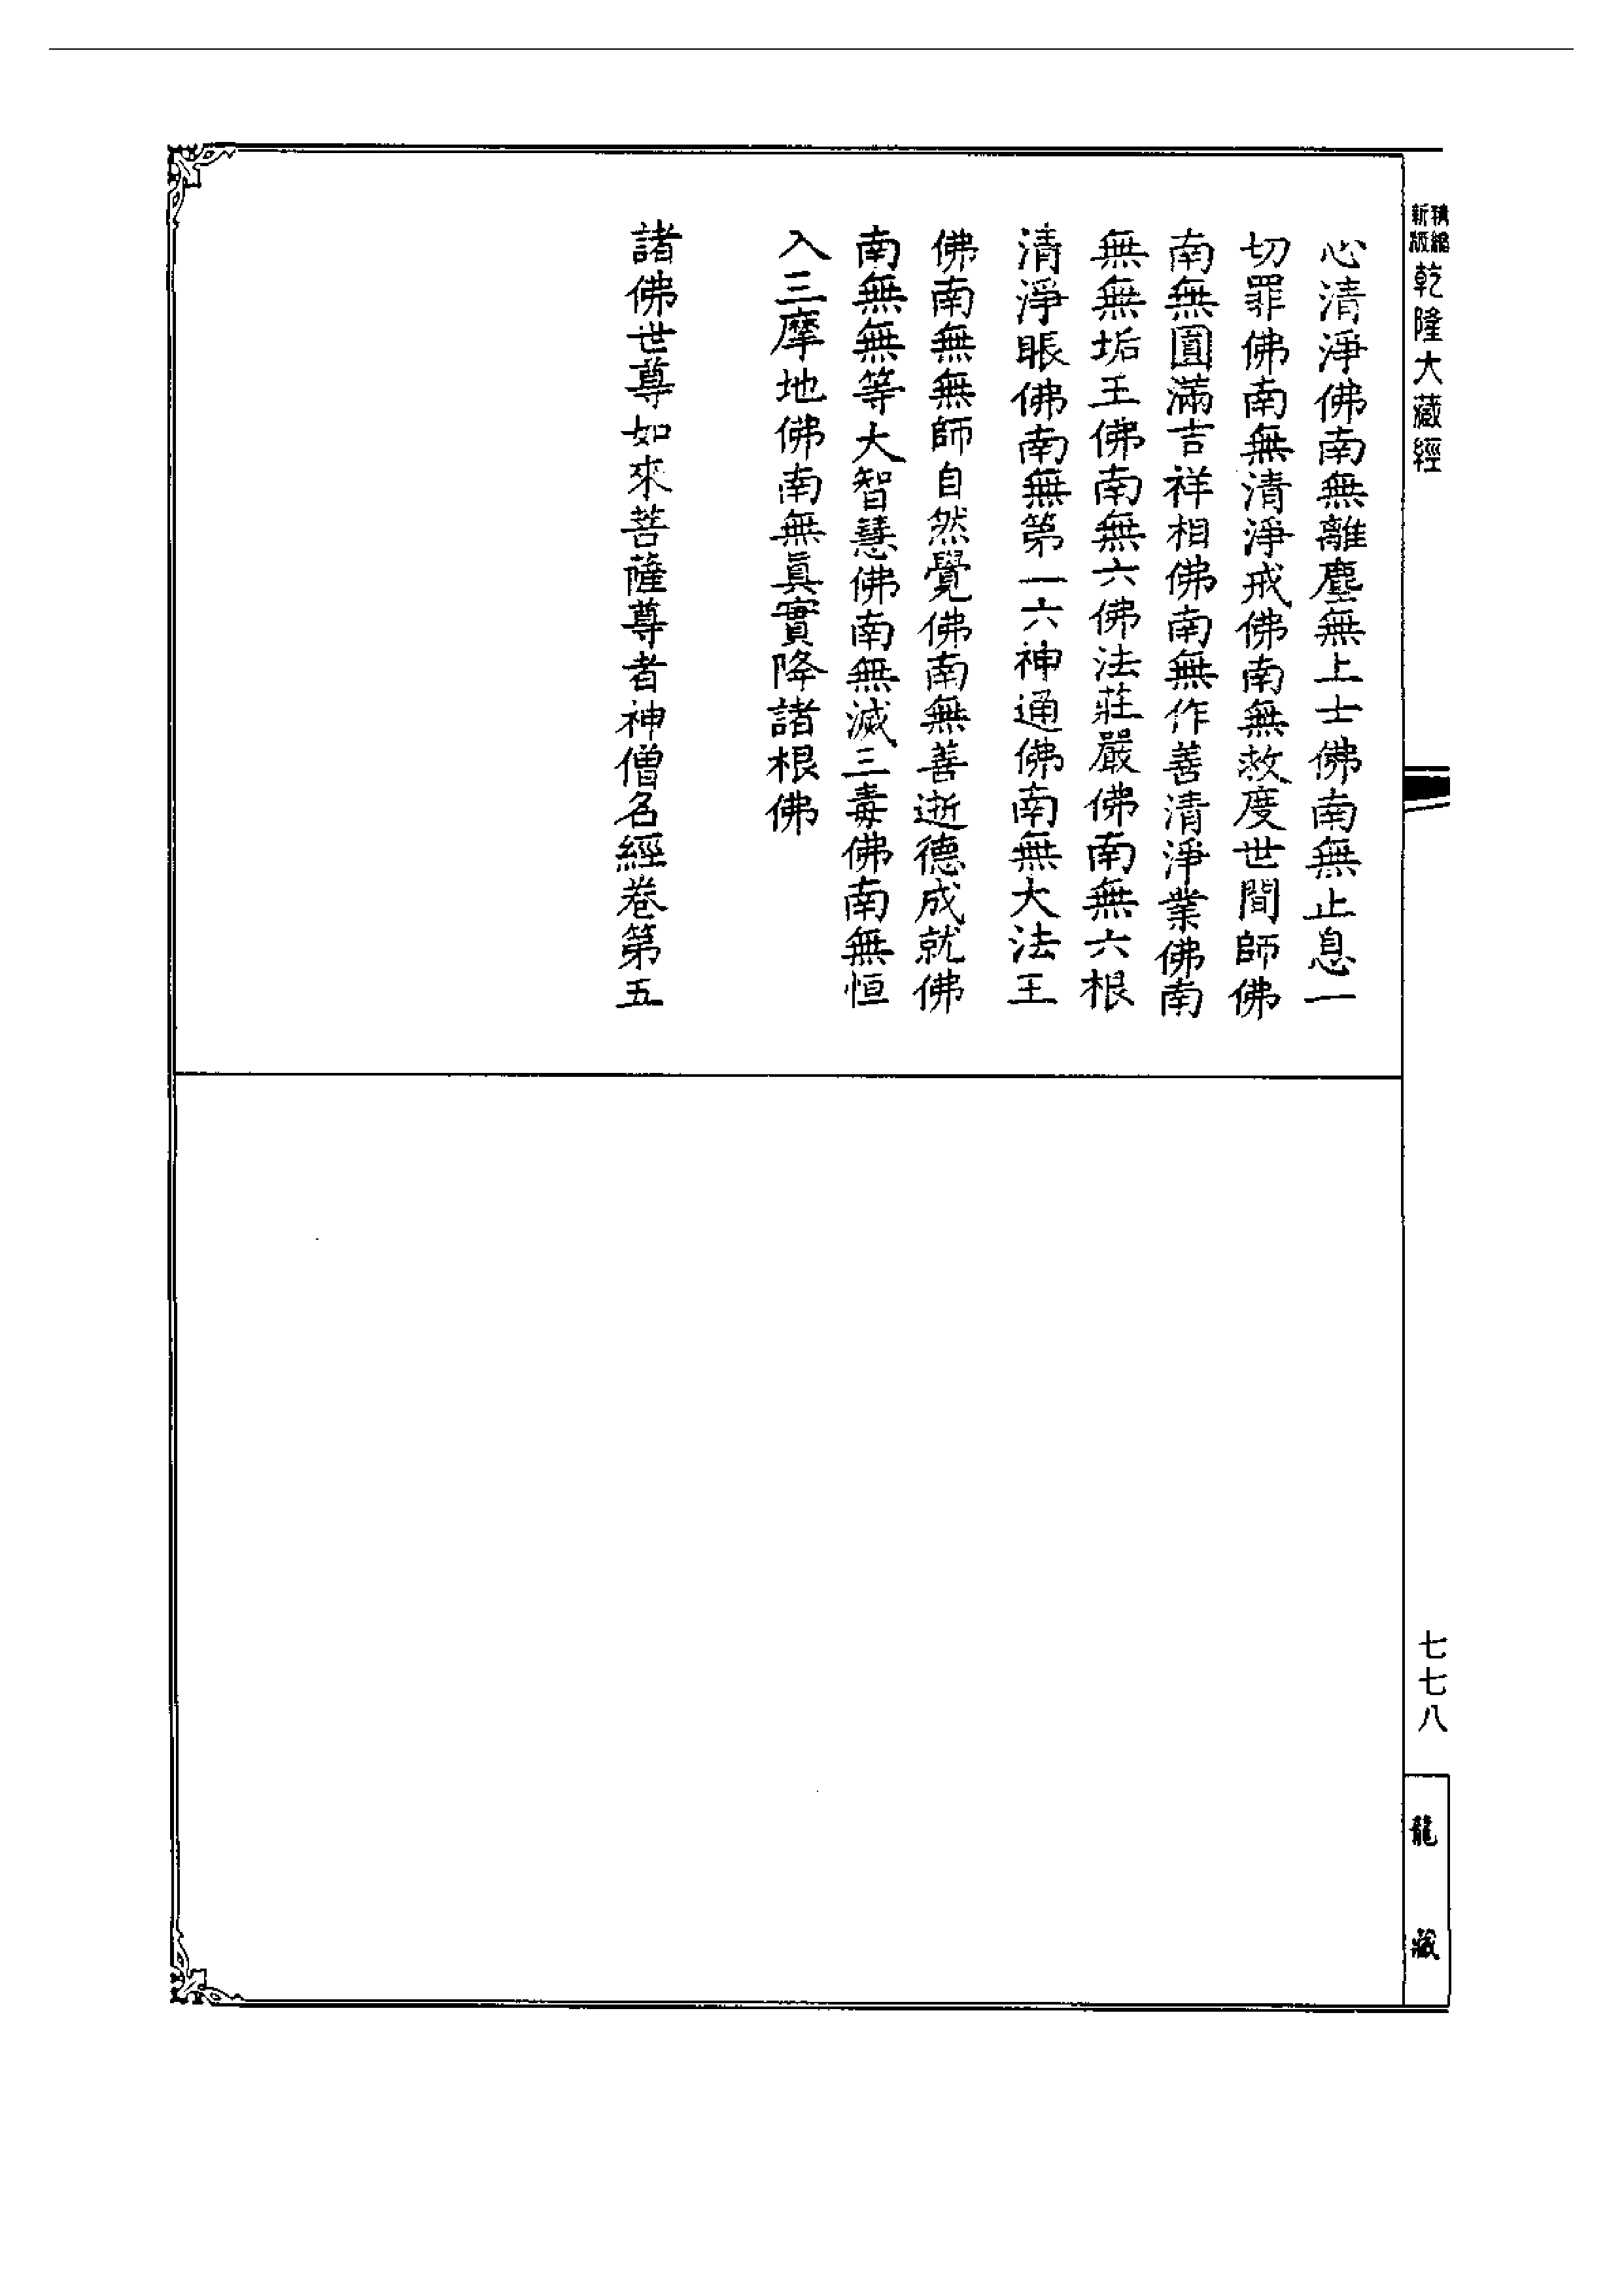 新版精縮
乾隆大藏經
心清淨佛南無離塵無上士佛南無止息一
切罪佛南無清淨戒佛南無救度世間師佛
南無圓滿吉祥相佛南無作善清淨業佛南
無無垢王佛南無六佛法莊嚴佛南無六根
清淨眼佛南無第一六神通佛南無大法王
佛南無無師自然覺佛南無善逝德成就佛
南無無等大智慧佛南無滅三毒佛南無恒
入三摩地佛南無眞實降諸根佛
諸佛世尊如來菩薩尊者神僧名經卷第五
七七八
龍藏